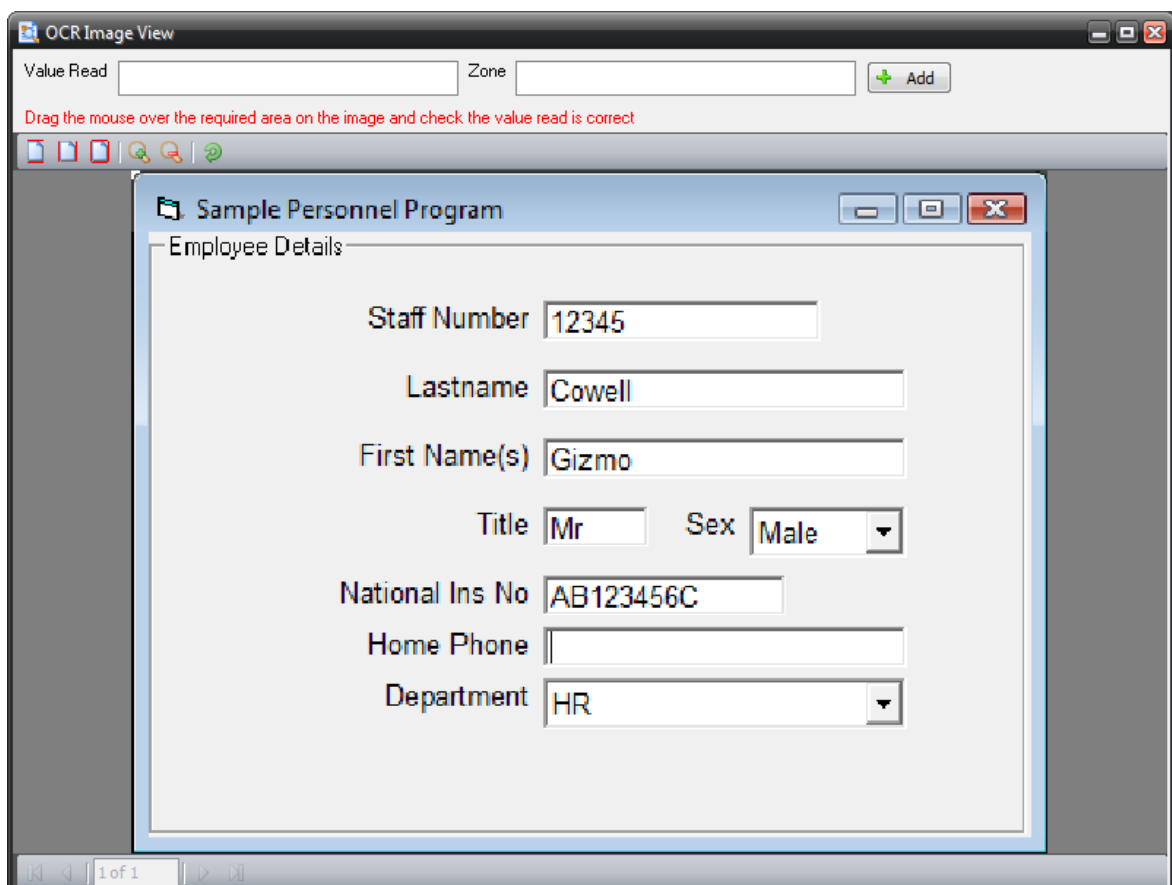 OCR Image View
Value Read Zone Add
Drag the mouse over the required area on the image and check the value read is correct
Sample Personnel Program
Employee Details
Staff Number 12345
Lastname Cowell
First Name(s) Gizmo
Title Mr Sex Male
National Ins No AB123456C
Home Phone
Department HR
1 of 1